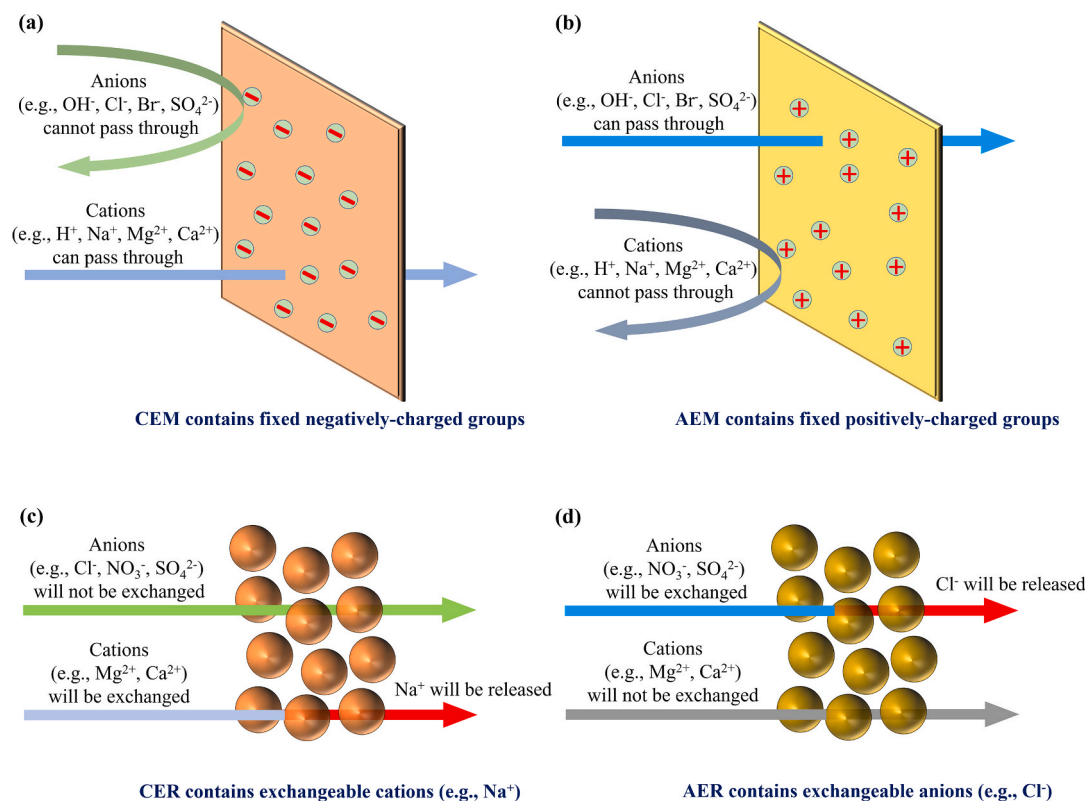 (a)
Anions
(e.g., OH⁻, Cl⁻, Br⁻, SO₄²⁻)
cannot pass through
Cations
(e.g., H⁺, Na⁺, Mg²⁺, Ca²⁺)
can pass through
CEM contains fixed negatively-charged groups
(b)
Anions
(e.g., OH⁻, Cl⁻, Br⁻, SO₄²⁻)
can pass through
Cations
(e.g., H⁺, Na⁺, Mg²⁺, Ca²⁺)
cannot pass through
AEM contains fixed positively-charged groups
(c)
Anions
(e.g., Cl⁻, NO₃⁻, SO₄²⁻)
will not be exchanged
Cations
(e.g., Mg²⁺, Ca²⁺)
will be exchanged
Na⁺ will be released
CER contains exchangeable cations (e.g., Na⁺)
(d)
Anions
(e.g., NO₃⁻, SO₄²⁻)
will be exchanged
Cl⁻ will be released
Cations
(e.g., Mg²⁺, Ca²⁺)
will not be exchanged
AER contains exchangeable anions (e.g., Cl⁻)